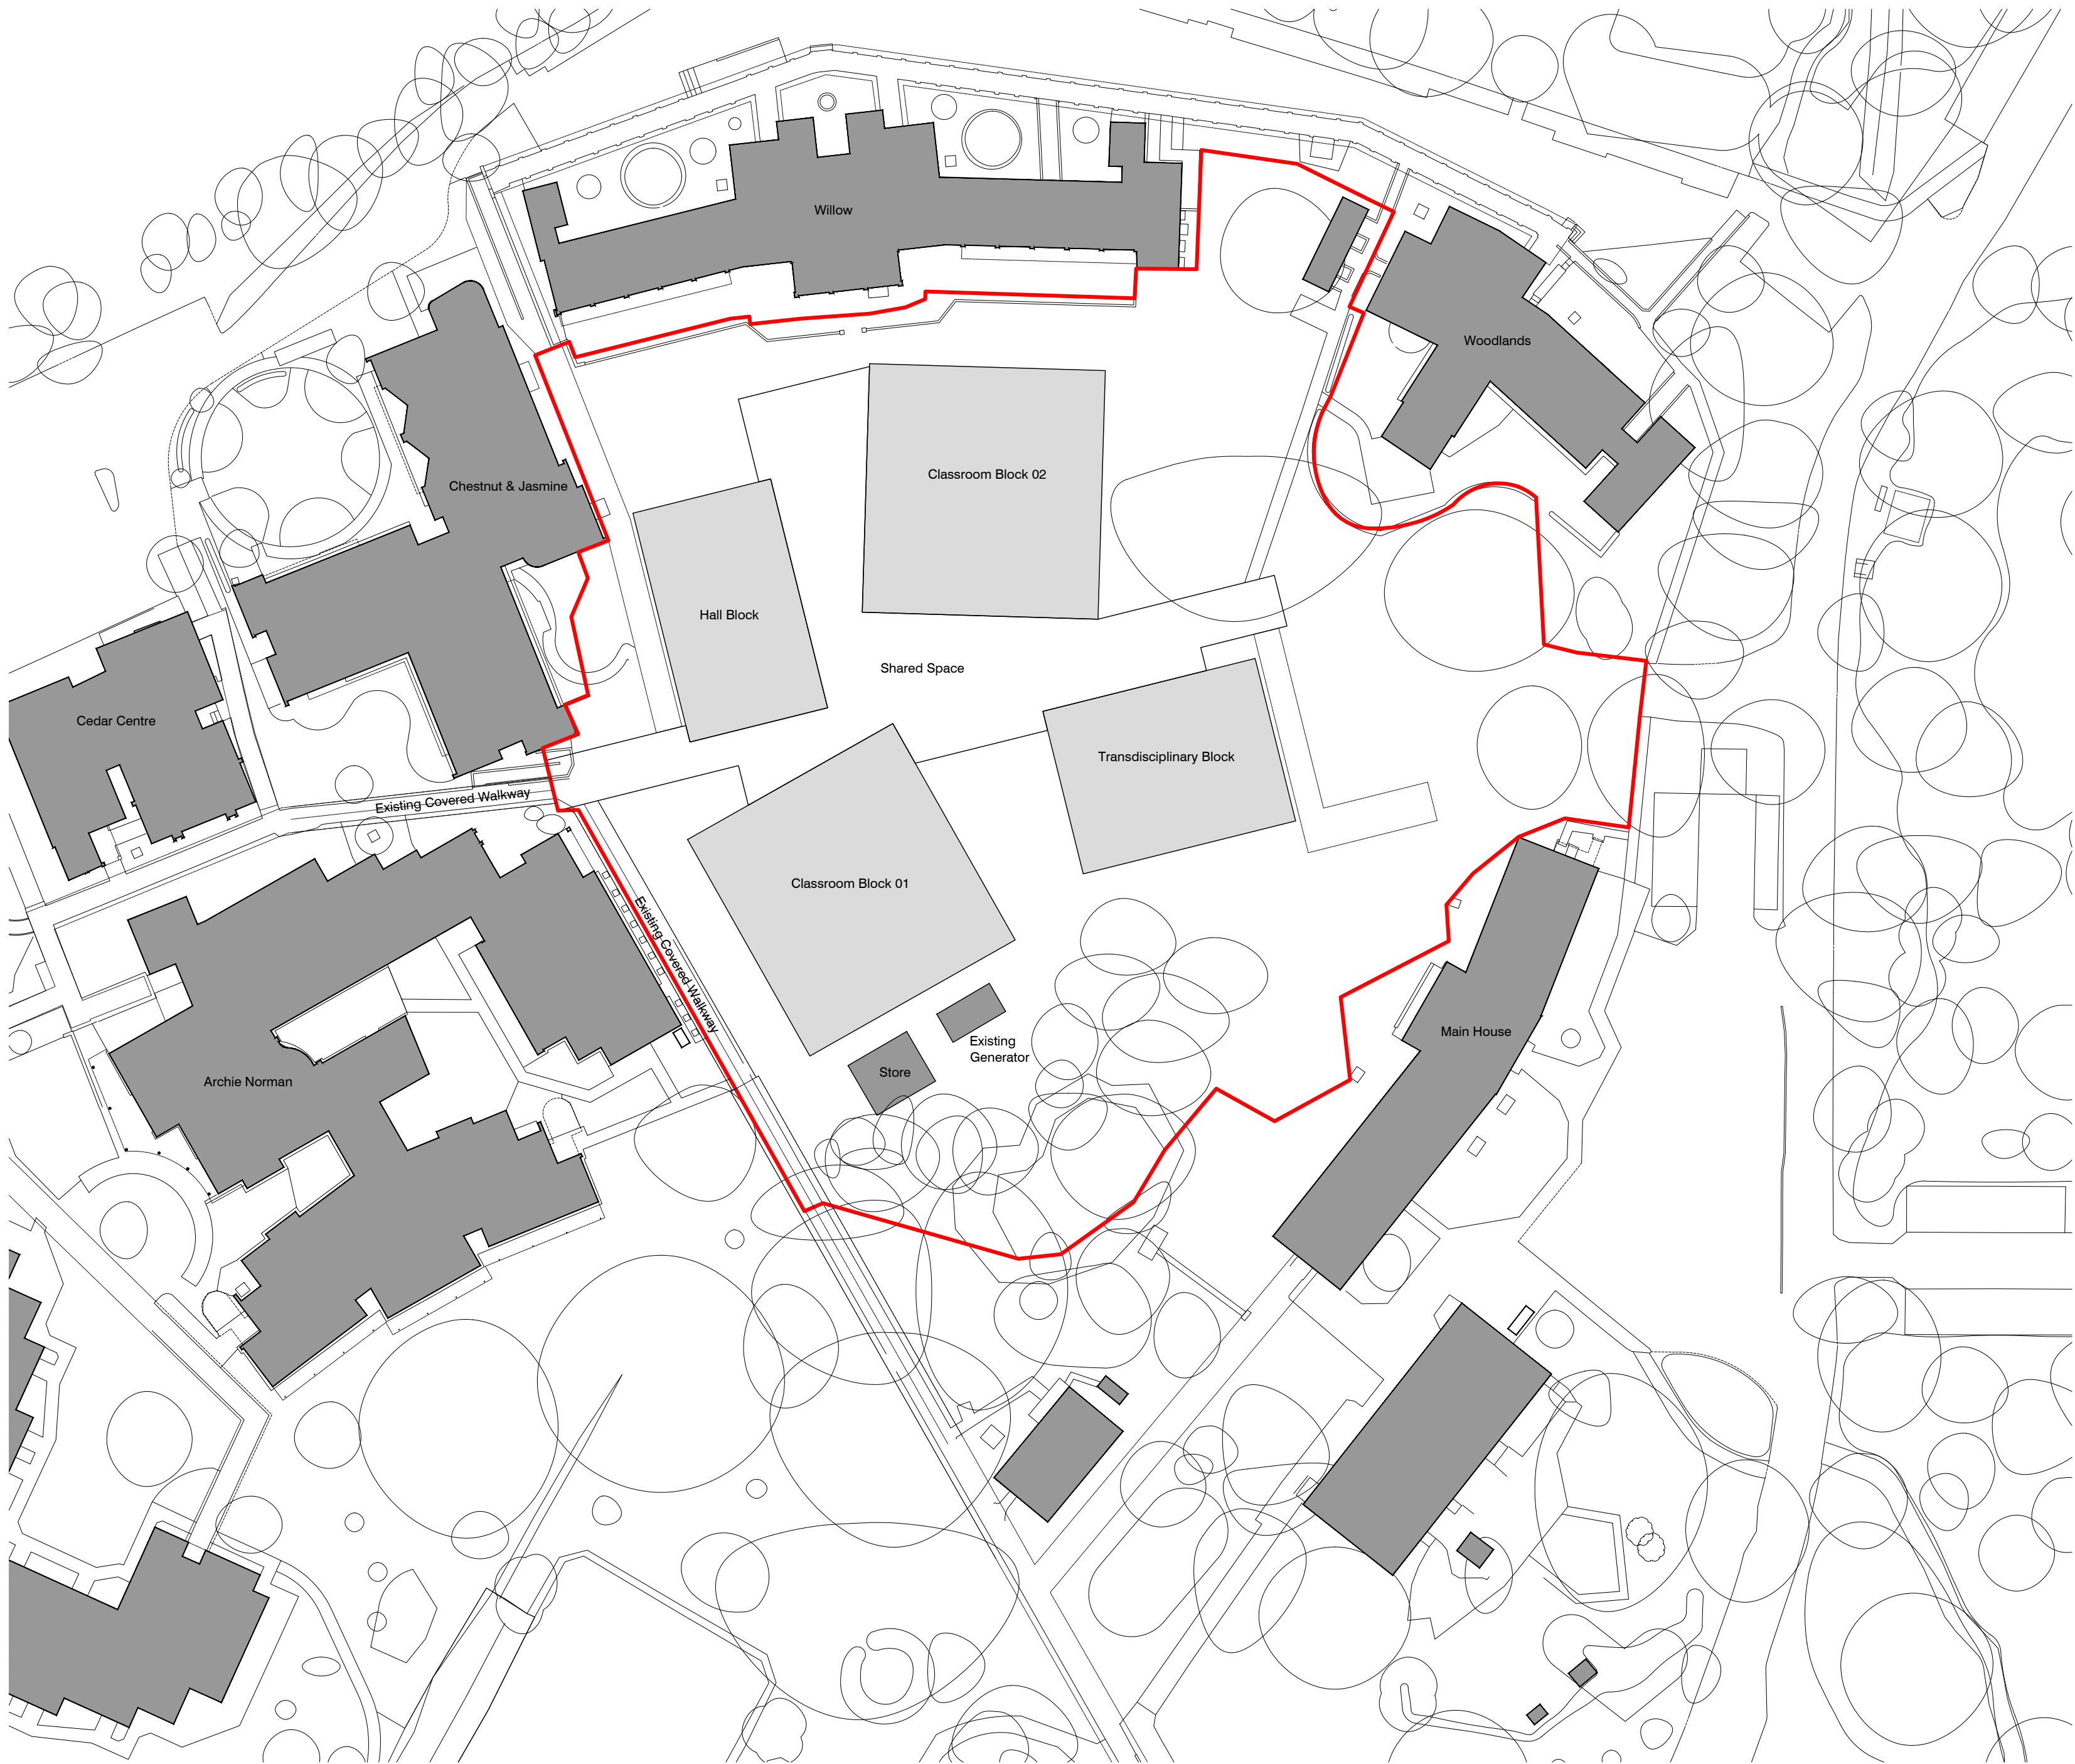 Willow
Woodlands
Classroom Block 02
Chestnut & Jasmine
Hall Block
Shared Space
Cedar Centre
Transdisciplinary Block
Existing Covered Walkway
Classroom Block 01
Existing Covered Walkway
Main House
Existing
Generator
Store
Archie Norman